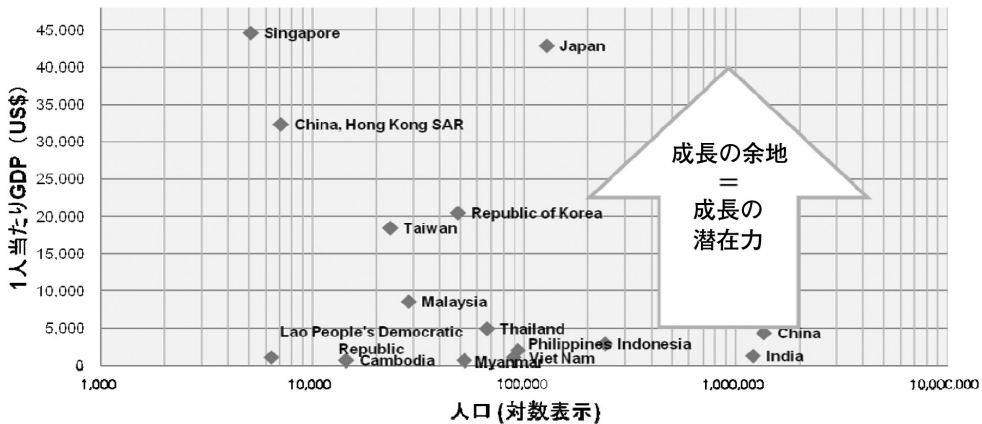 1人当たりGDP (US$)
45,000
40,000
35,000
30,000
25,000
20,000
15,000
10,000
5,000
0
Singapore
Japan
China, Hong Kong SAR
Republic of Korea
Taiwan
Malaysia
Thailand
Lao People's Democratic
Republic
Cambodia
Myanmar
Philippines
Indonesia
Viet Nam
China
India
成長の余地
=
成長の
潜在力
1,000
10,000
100,000
1,000,000
10,000,000
人口 (対数表示)